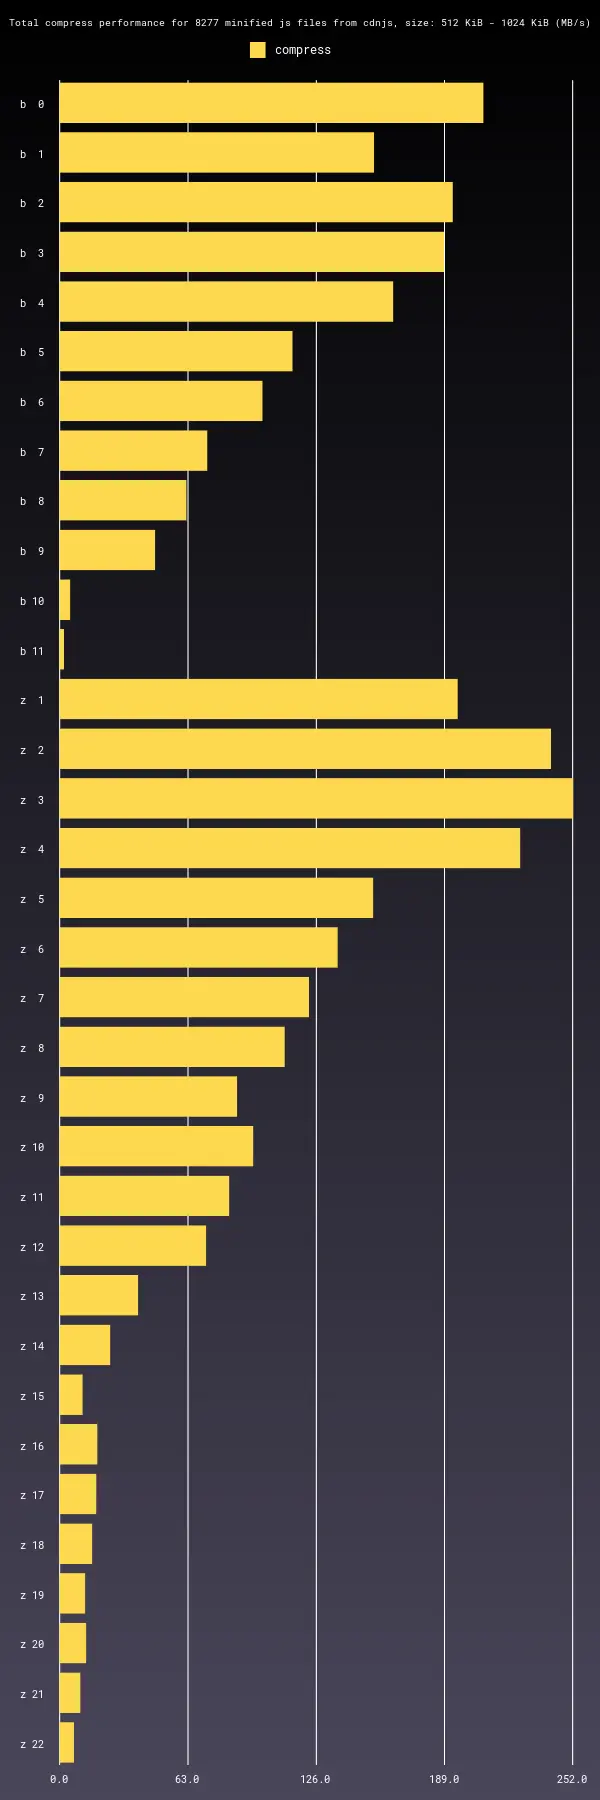 Total compress performance for 8277 minified js files from cdnjs, size: 512 KiB - 1024 KiB (MB/s)
compress
b 0
b 1
b 2
b 3
b 4
b 5
b 6
b 7
b 8
b 9
b 10
b 11
z 1
z 2
z 3
z 4
z 5
z 6
z 7
z 8
z 9
z 10
z 11
z 12
z 13
z 14
z 15
z 16
z 17
z 18
z 19
z 20
z 21
z 22
0.0 63.0 126.0 189.0 252.0